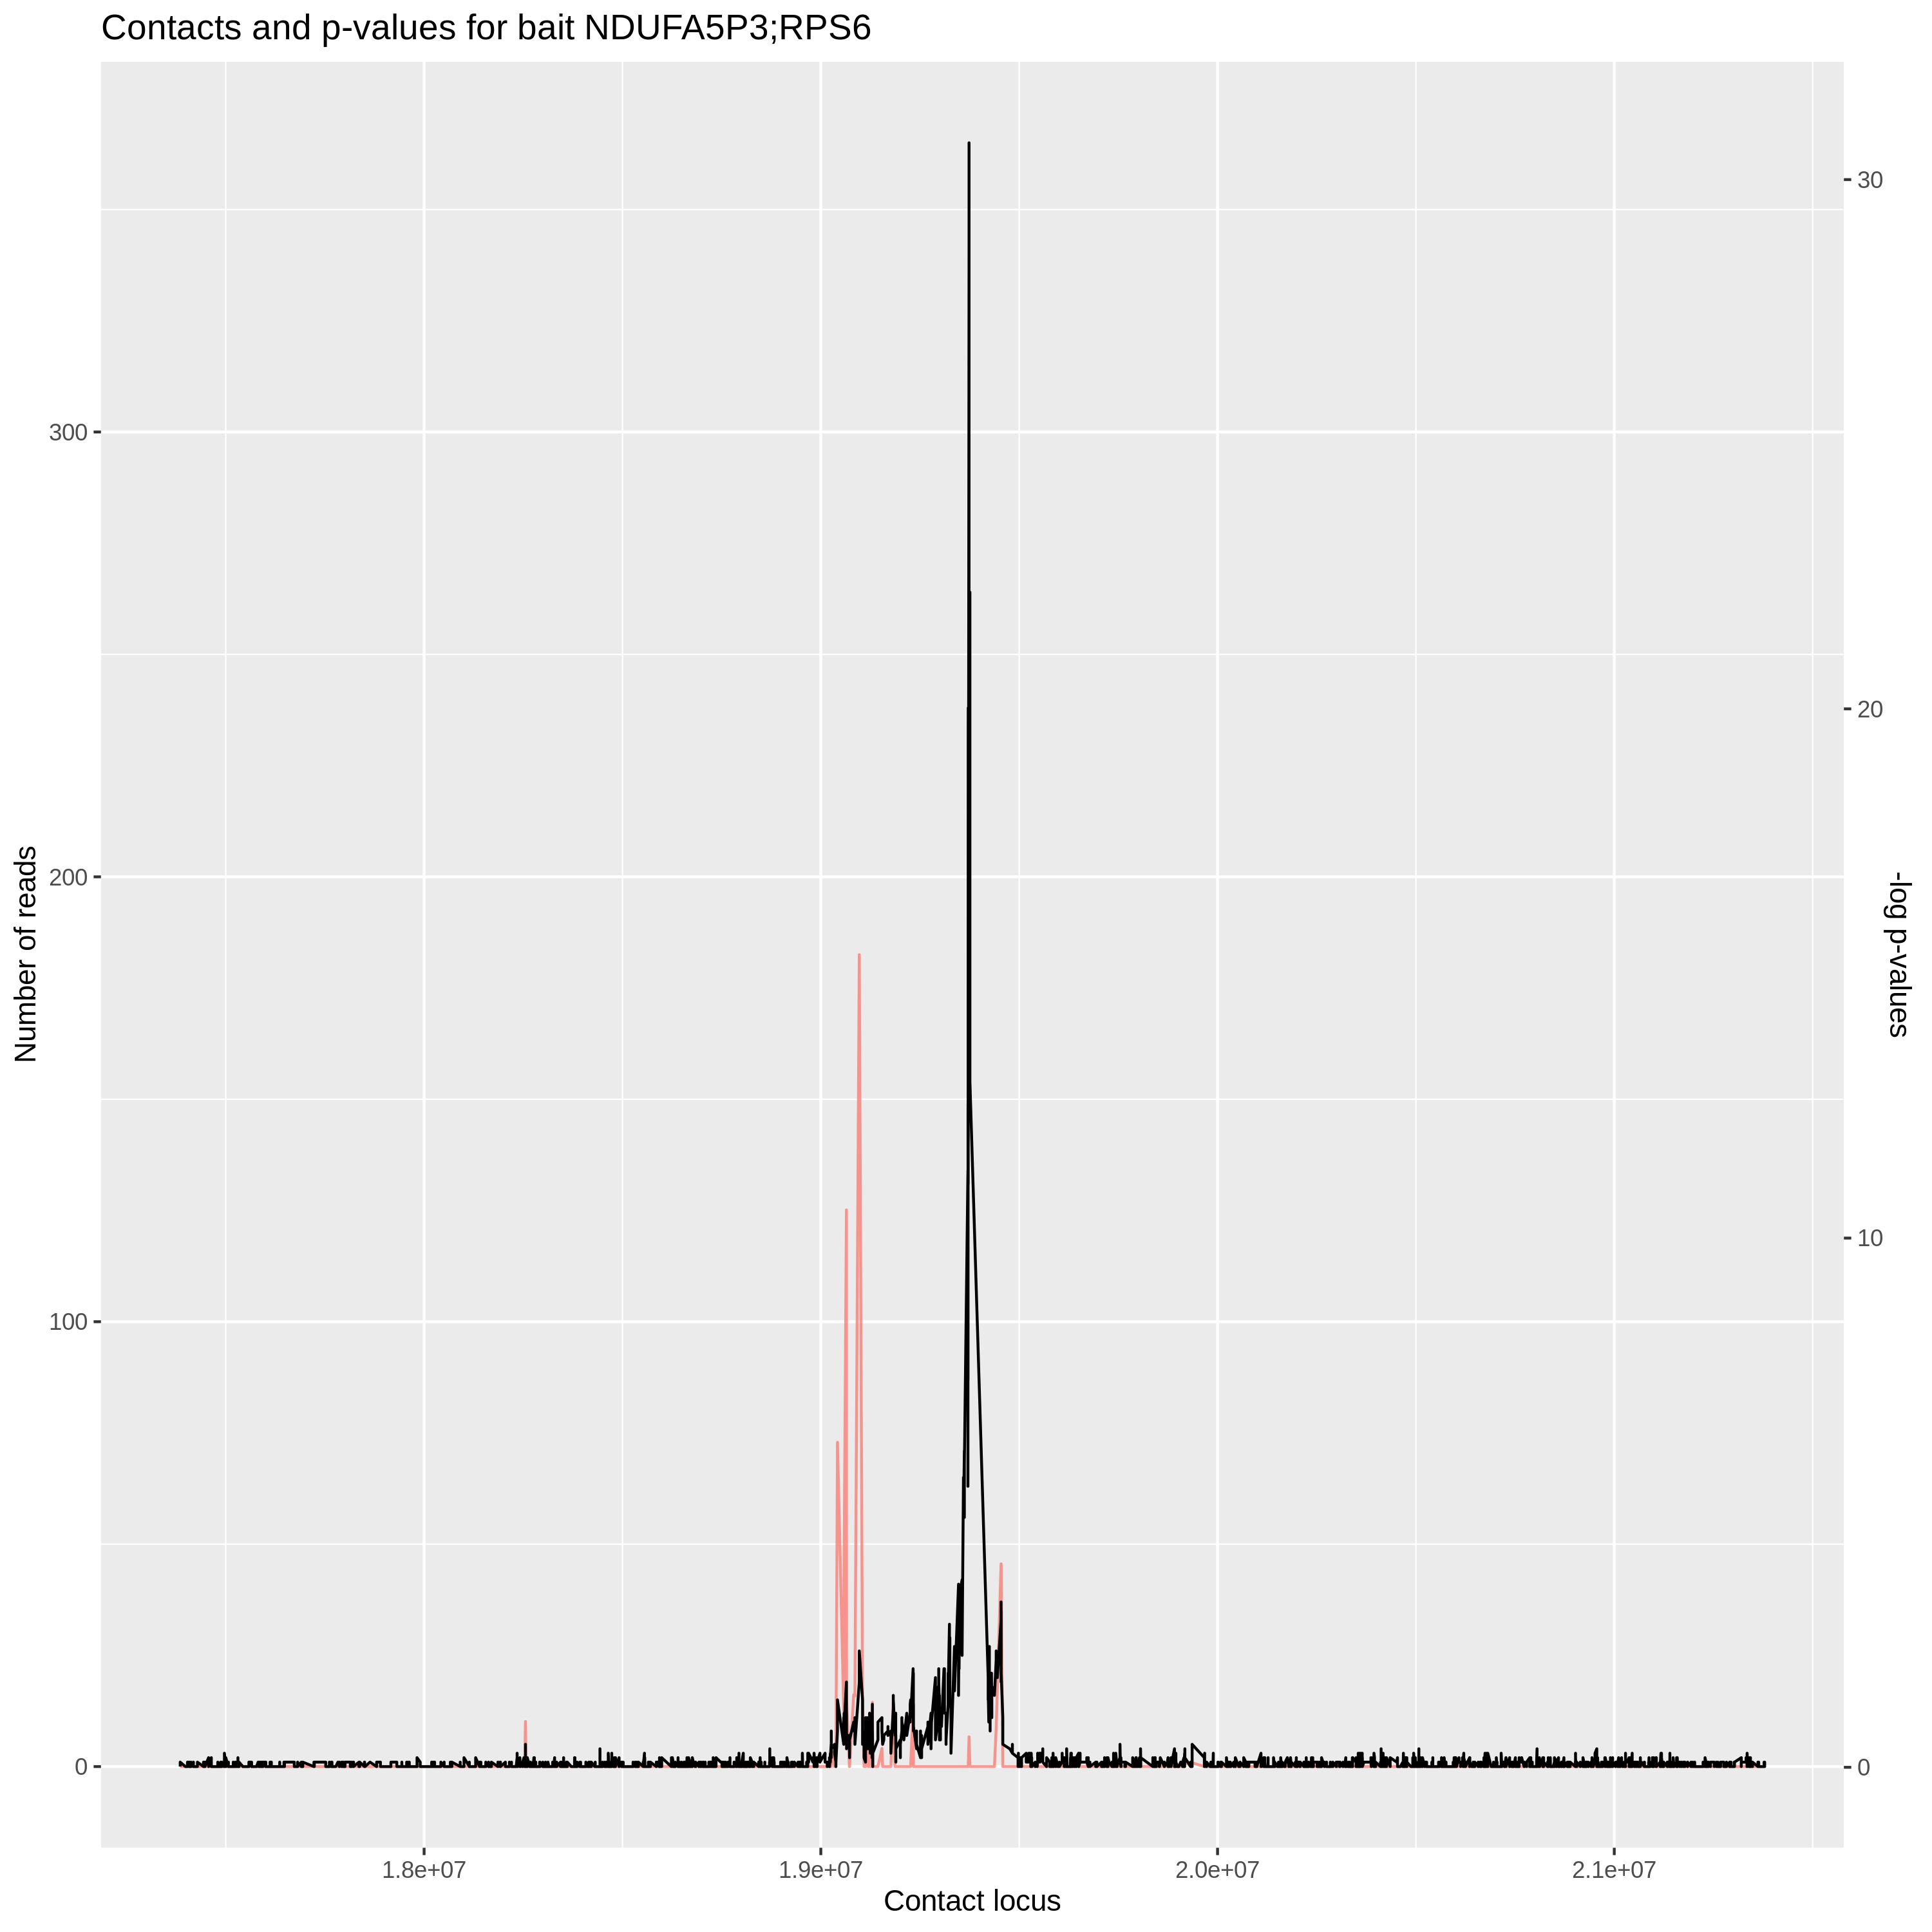 Contacts and p-values for bait NDUFA5P3;RPS6
300
200
100
0
Number of reads
30
20
10
0
-log p-values
1.8e+07
1.9e+07
2.0e+07
2.1e+07
Contact locus